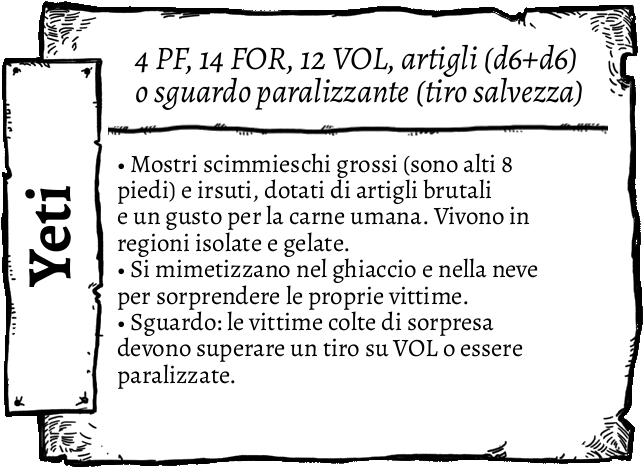 Yeti
4 PF, 14 FOR, 12 VOL, artigli (d6+d6)
o sguardo paralizzante (tiro salvezza)
• Mostri scimmieschi grossi (sono alti 8
piedi) e irsuti, dotati di artigli brutali
e un gusto per la carne umana. Vivono in
regioni isolate e gelate.
• Si mimetizzano nel ghiaccio e nella neve
per sorprendere le proprie vittime.
• Sguardo: le vittime colte di sorpresa
devono superare un tiro su VOL o essere
paralizzate.